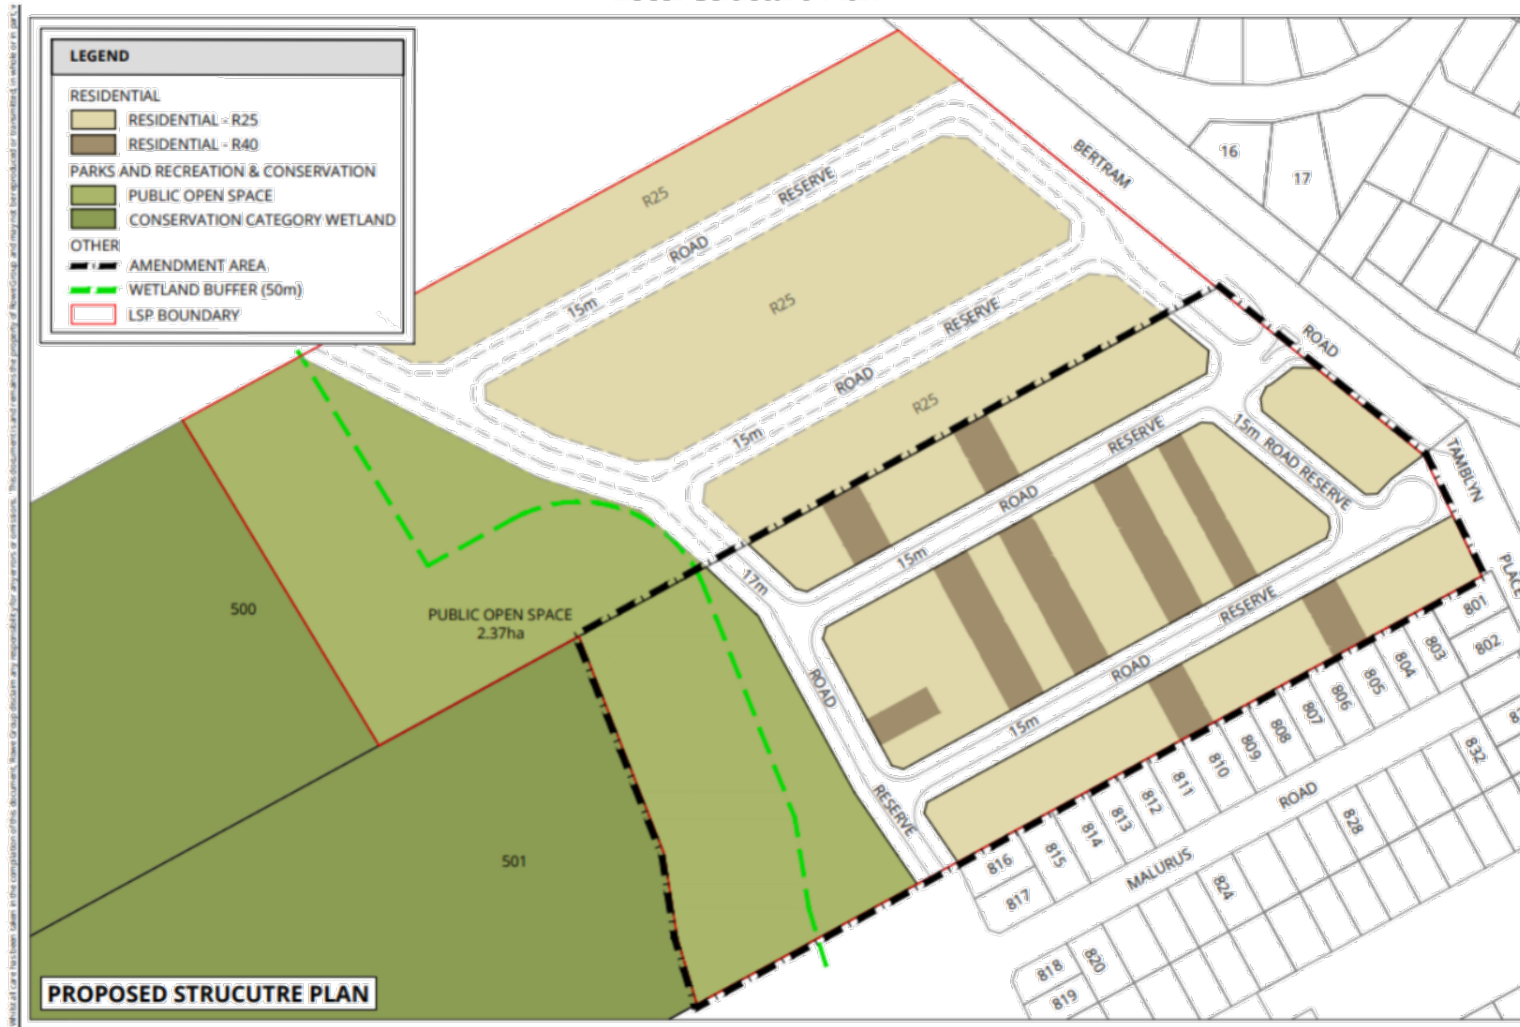 LEGEND
RESIDENTIAL
RESIDENTIAL - R25
RESIDENTIAL - R40
PARKS AND RECREATION & CONSERVATION
PUBLIC OPEN SPACE
CONSERVATION CATEGORY WETLAND
OTHER
AMENDMENT AREA
WETLAND BUFFER (50m)
LSP BOUNDARY
R25
15m
ROAD
RESERVE
R25
15m
ROAD
RESERVE
R25
BERTRAM
ROAD
16
17
TAMBLYN
PLACE
15m ROAD RESERVE
15m
ROAD
RESERVE
17m
ROAD
RESERVE
15m
ROAD
RESERVE
500
PUBLIC OPEN SPACE
2.37ha
501
801
802
803
804
805
806
807
808
809
810
811
812
813
814
815
816
817
MALURUS
ROAD
832
828
824
820
818
819
PROPOSED STRUCUTRE PLAN